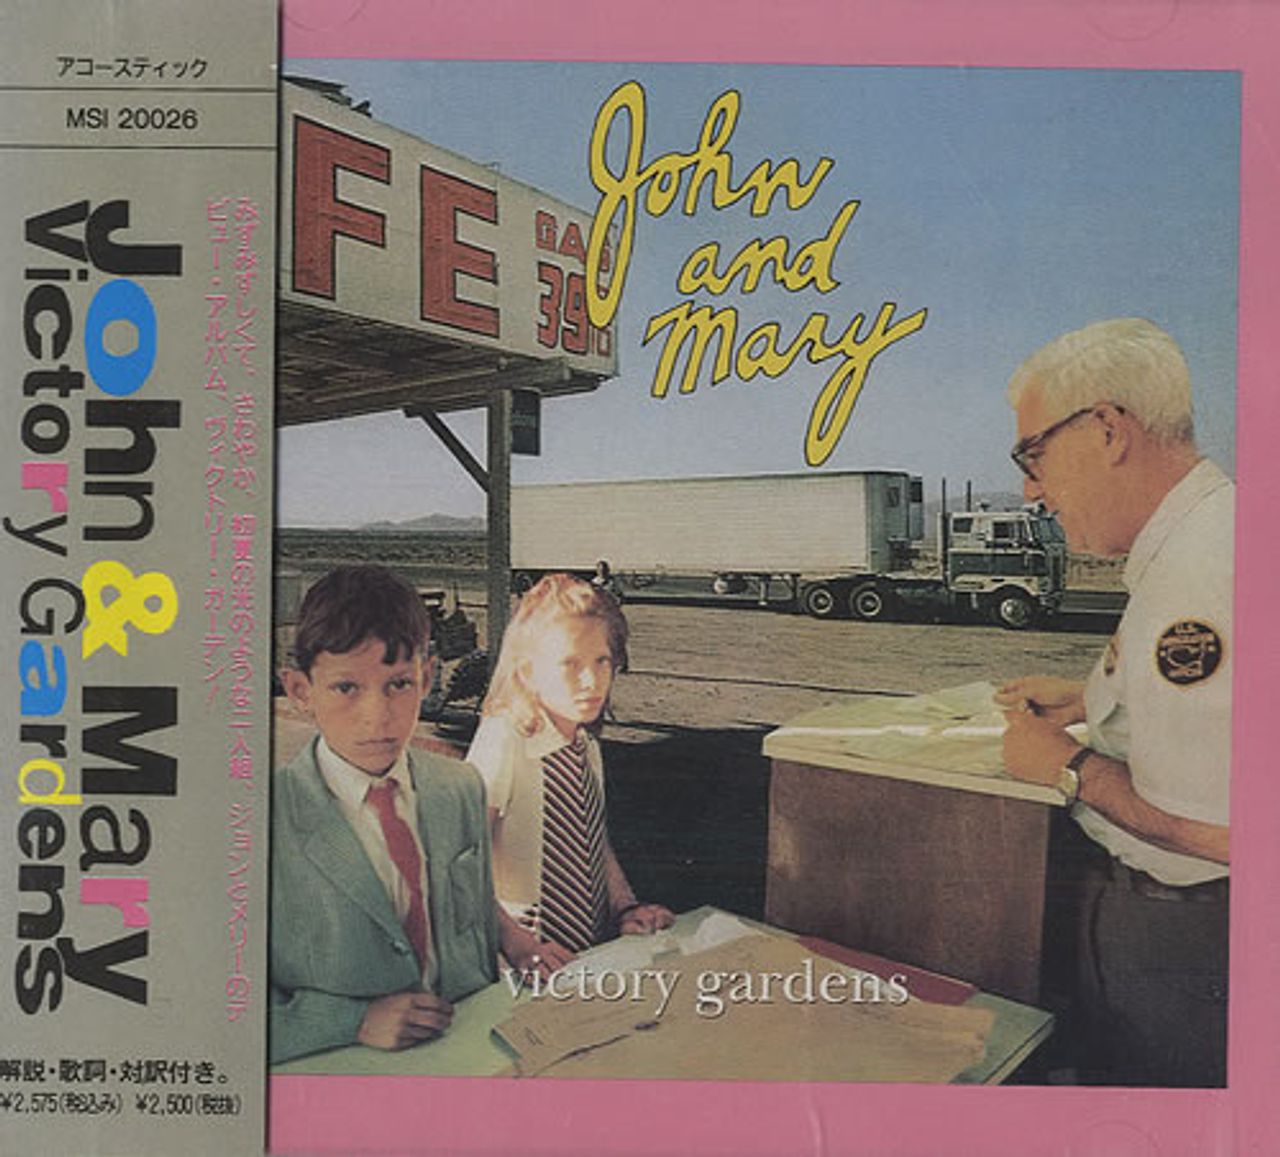 アコースティック
MSI 20026
John & Mary
Victory Gardens
みずみずしくて、さわやか、初夏の光のような二人組、ジョンとメリーのデ
ビュー・アルバム、ヴィクトリー・ガーデン!
解説・歌詞・対訳付き。
¥2,575(税込み) ¥2,500(税抜)
FE
GAS
39
John
and
Mary
victory gardens